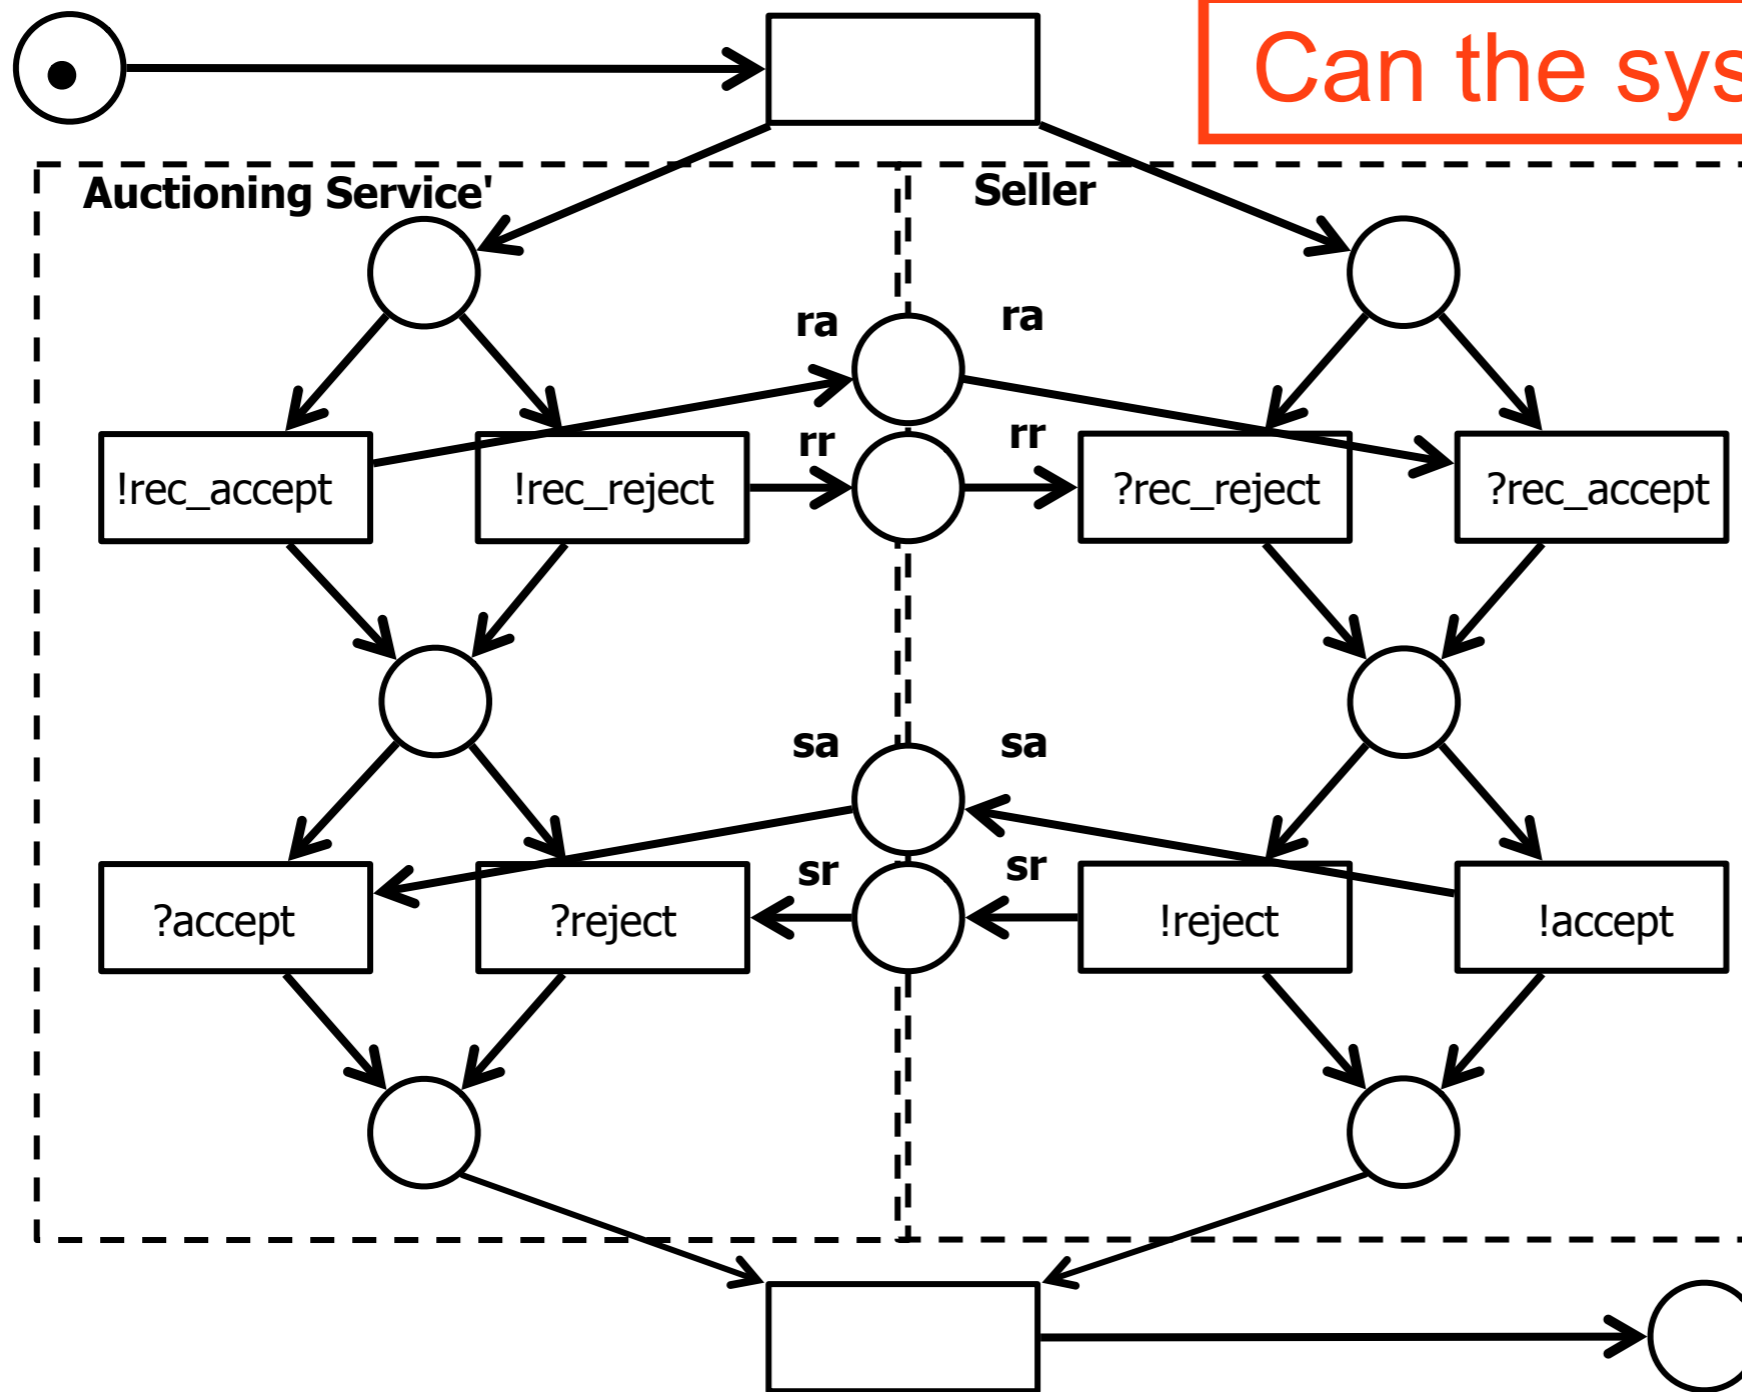 Can the sys
Auctioning Service'
Seller
ra
ra
rr
rr
!rec_accept
!rec_reject
?rec_reject
?rec_accept
sa
sa
sr
sr
?accept
?reject
!reject
!accept